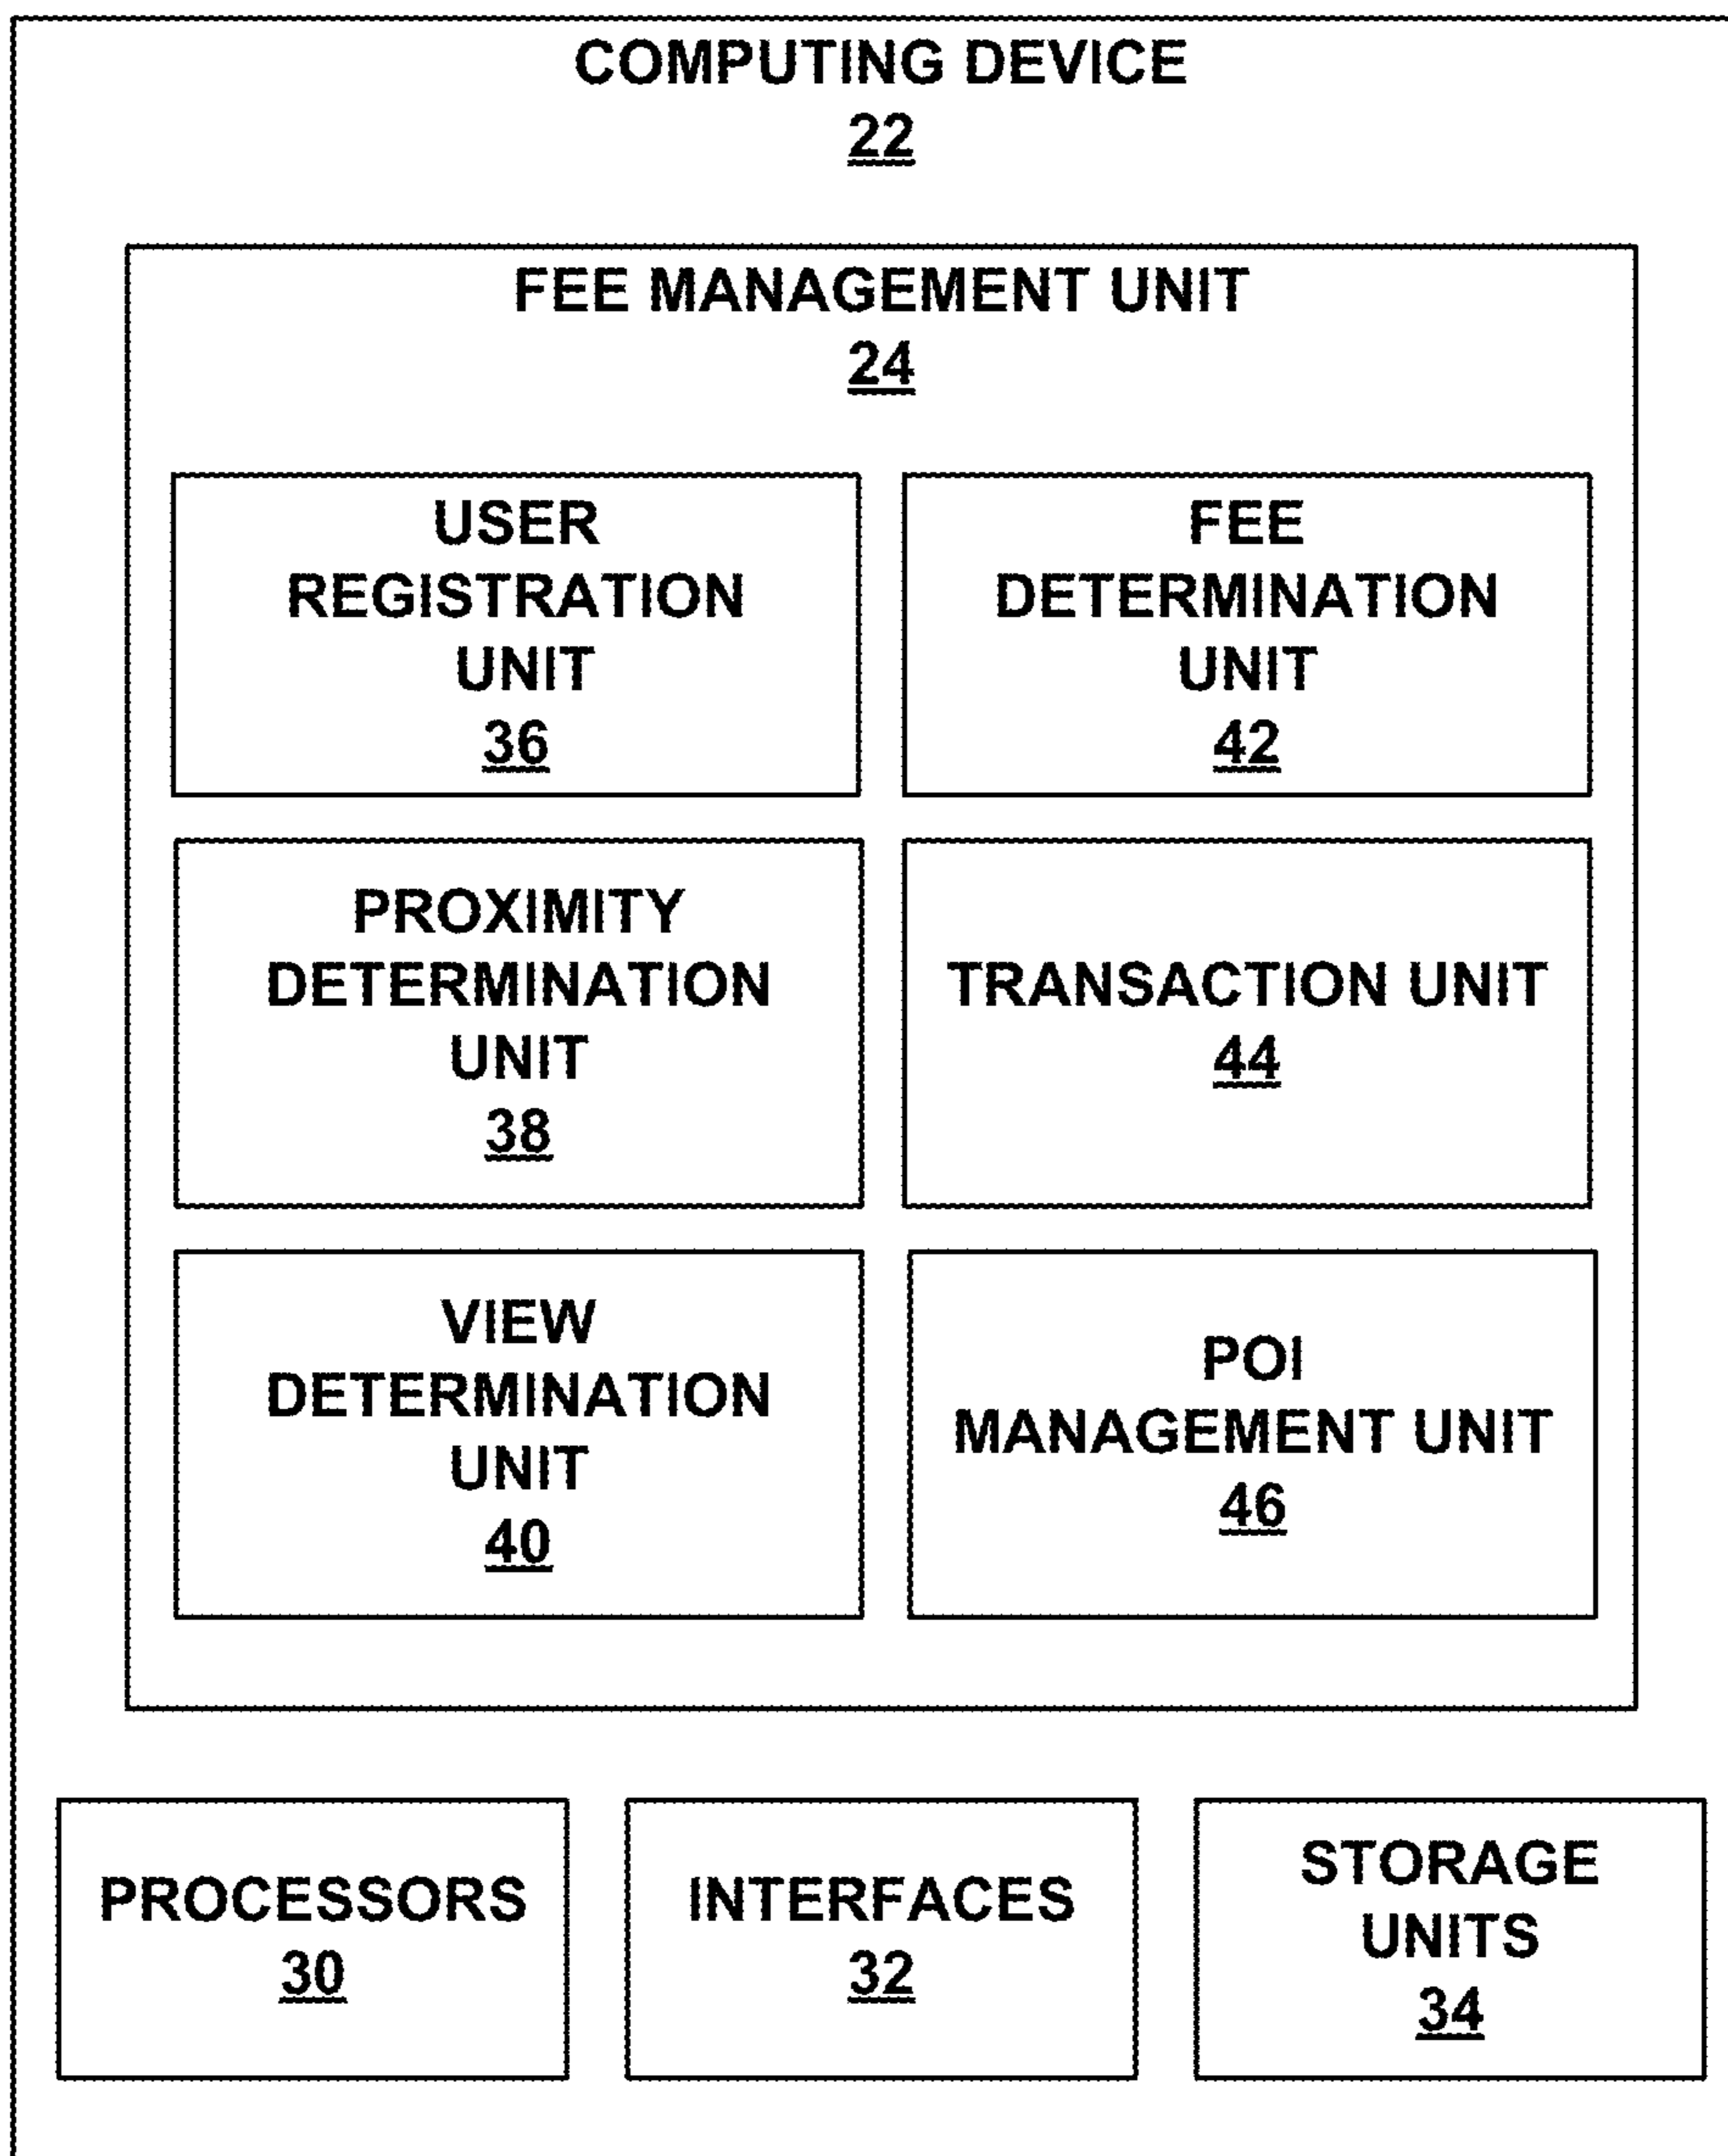 COMPUTING DEVICE
22
FEE MANAGEMENT UNIT
24
USER
REGISTRATION
UNIT
36
FEE
DETERMINATION
UNIT
42
PROXIMITY
DETERMINATION
UNIT
38
TRANSACTION UNIT
44
VIEW
DETERMINATION
UNIT
40
POI
MANAGEMENT UNIT
46
PROCESSORS
30
INTERFACES
32
STORAGE
UNITS
34